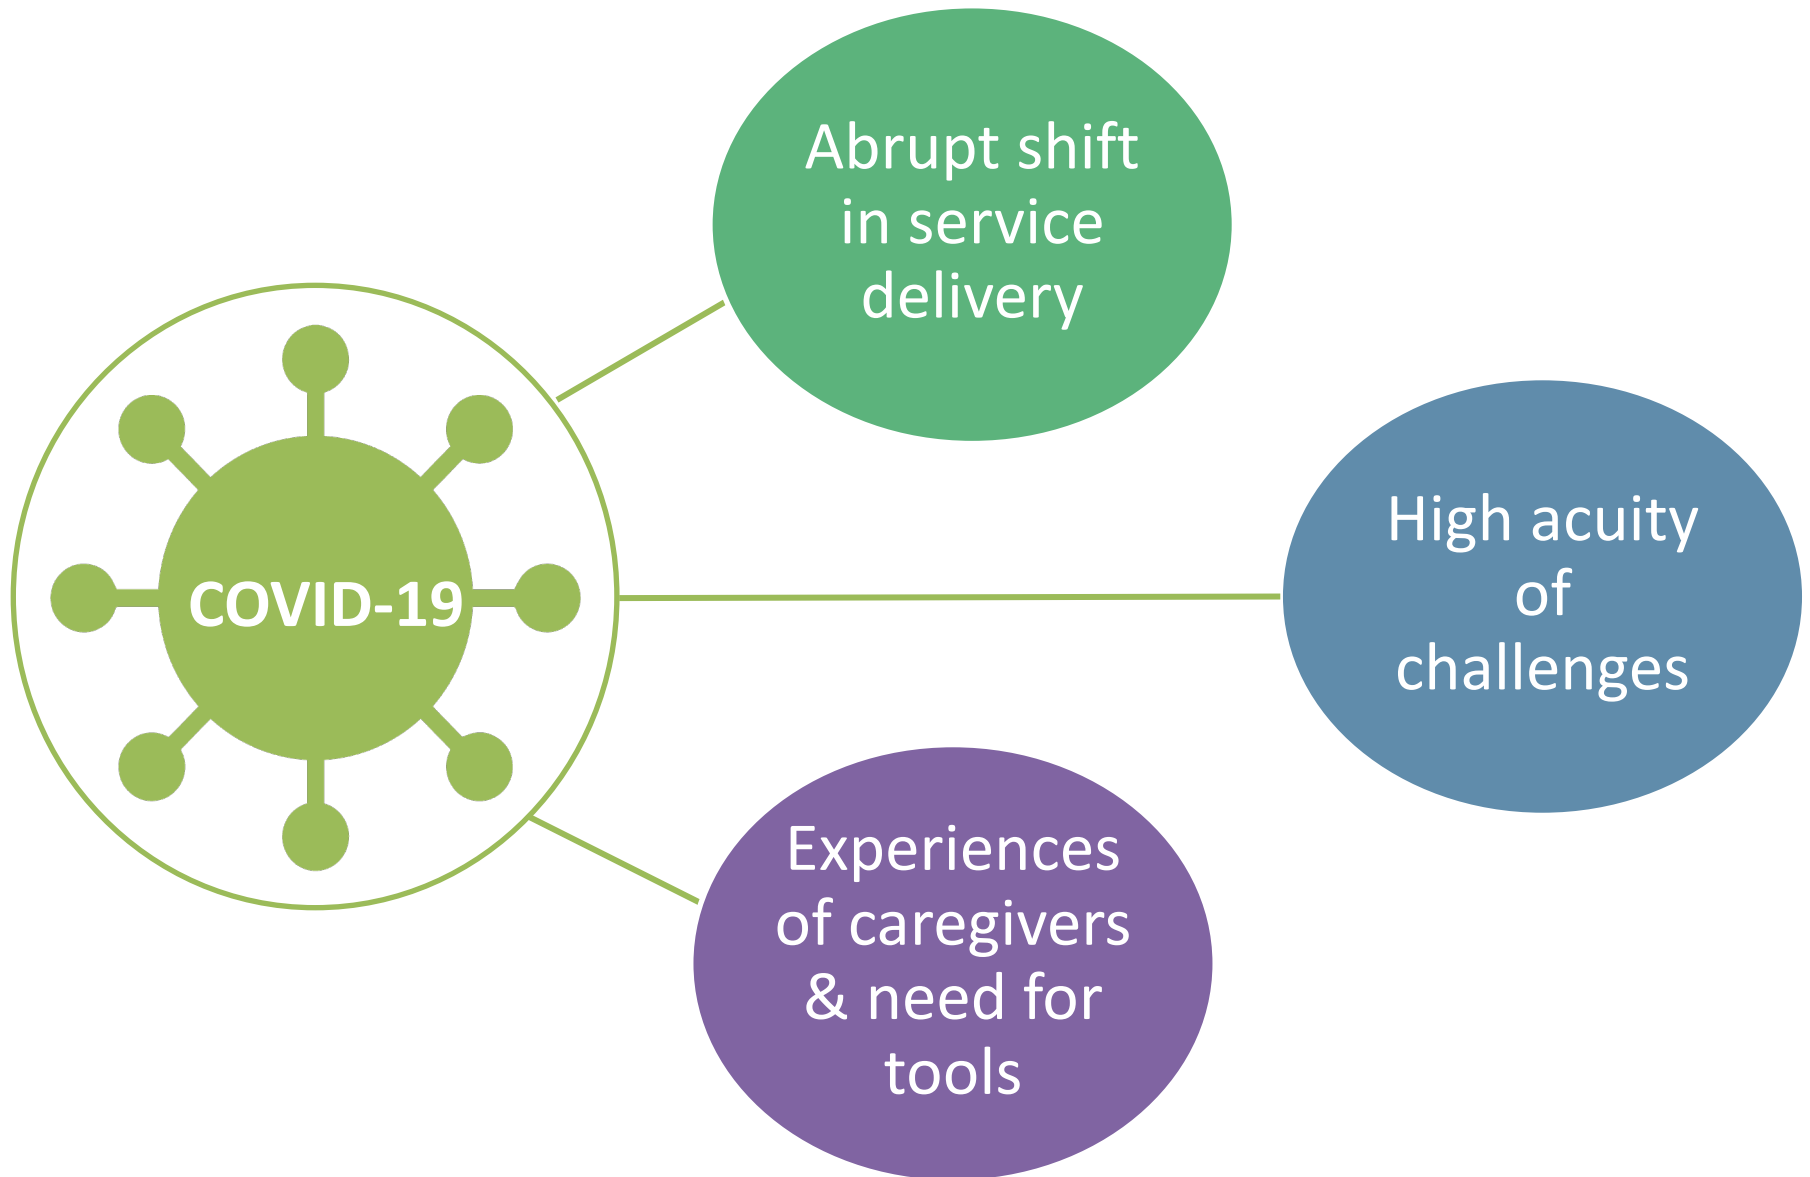 COVID-19
Abrupt shift
in service
delivery
High acuity
of
challenges
Experiences
of caregivers
& need for
tools